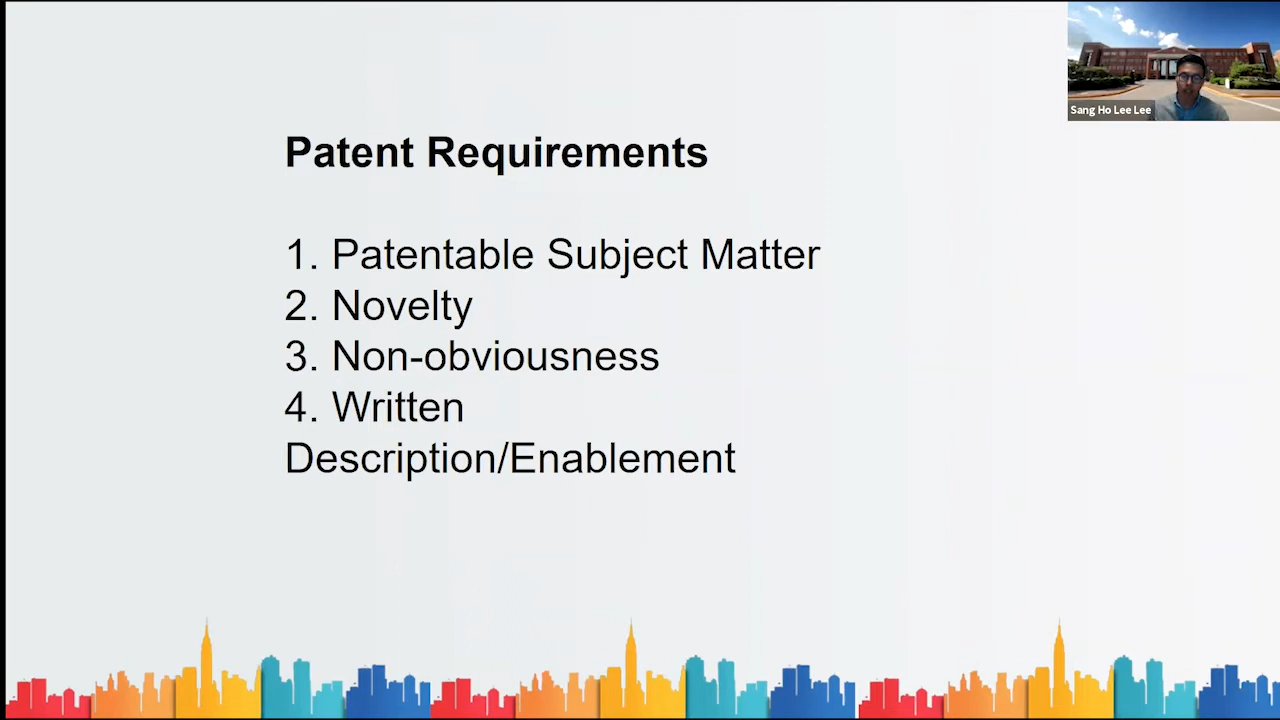 Sang Ho Lee Lee
Patent Requirements
1. Patentable Subject Matter
2. Novelty
3. Non-obviousness
4. Written
Description/Enablement